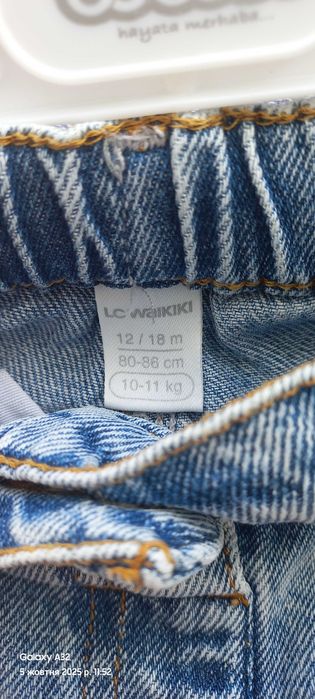 hayata merhaba...
LC WAIKIKI
12 / 18 m
80-86 cm
10-11 kg
Galaxy A32
5 жовтня 2025 р. 11:52